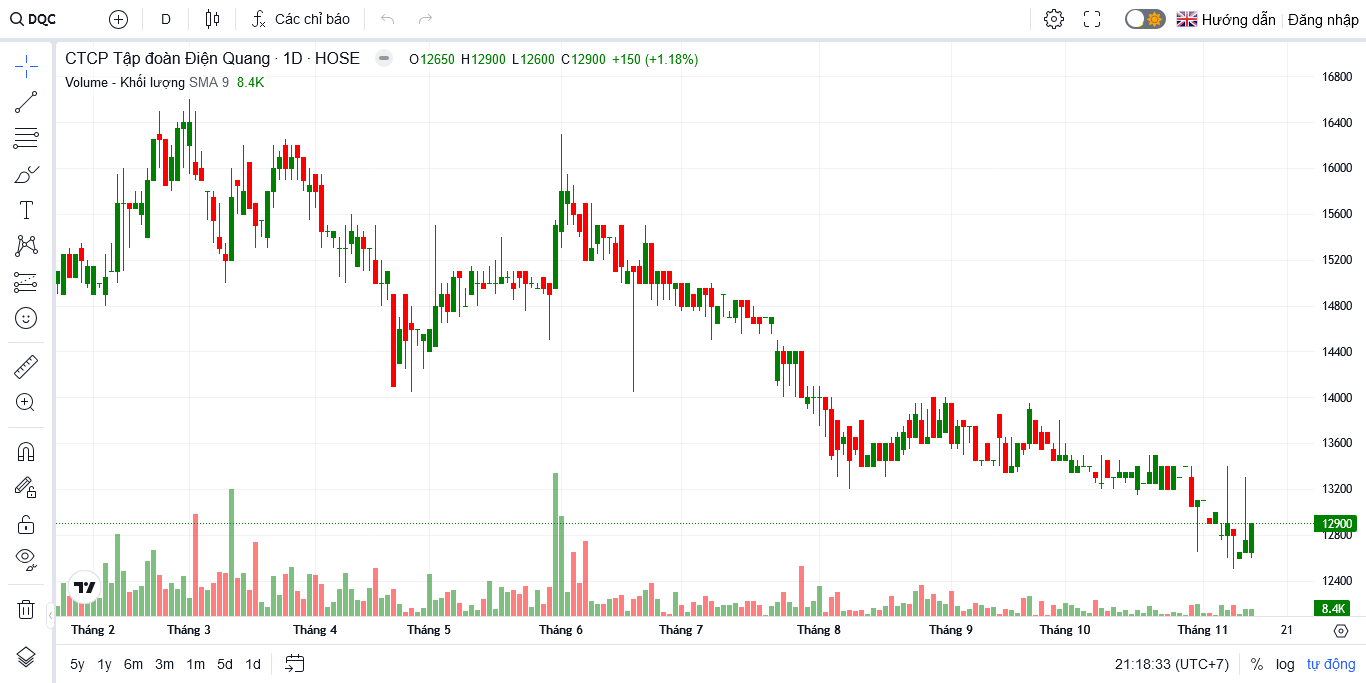 DQC D Các chỉ báo Hướng dẫn Đăng nhập
CTCP Tập đoàn Điện Quang · 1D · HOSE O12650 H12900 L12600 C12900 +150 (+1.18%)
Volume - Khối lượng SMA 9 8.4K
16800
16400
16000
15600
15200
14800
14400
14000
13600
13200
12900
12800
12400
8.4K
Tháng 2 Tháng 3 Tháng 4 Tháng 5 Tháng 6 Tháng 7 Tháng 8 Tháng 9 Tháng 10 Tháng 11 21
5y 1y 6m 3m 1m 5d 1d 21:18:33 (UTC+7) % log tự động